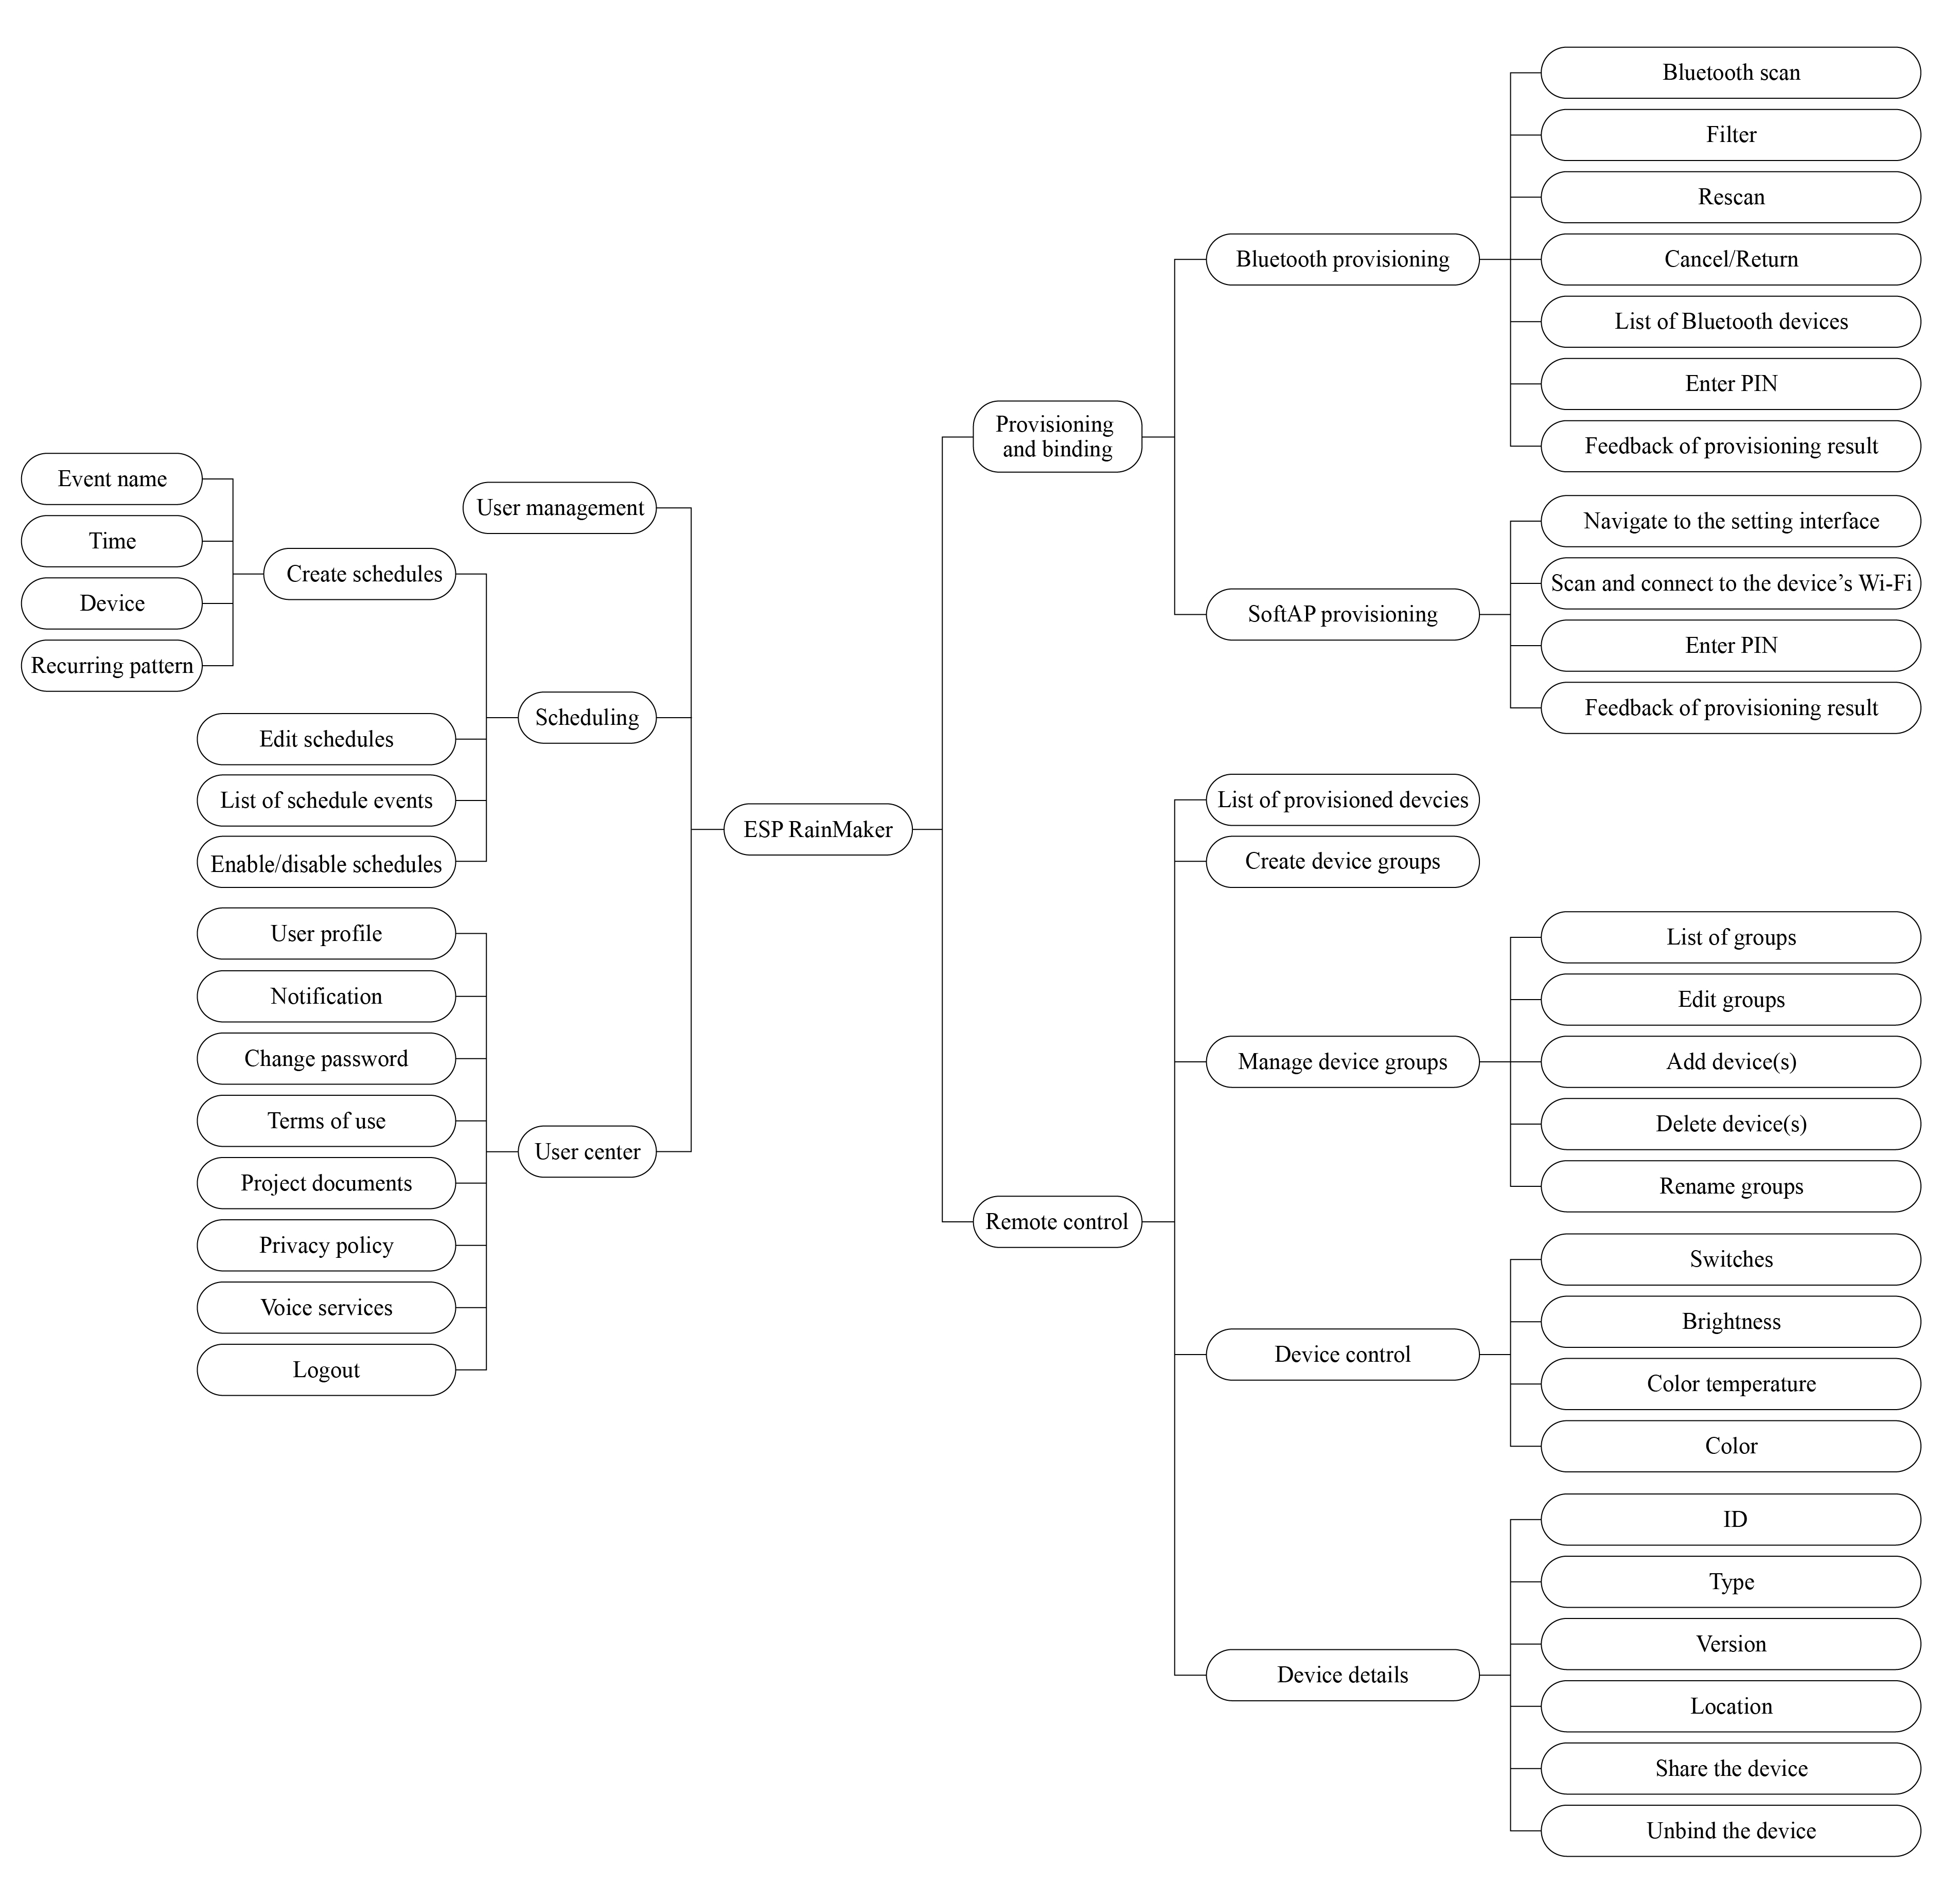 Event name
Time
Device
Recurring pattern
Create schedules
Edit schedules
List of schedule events
Enable/disable schedules
User profile
Notification
Change password
Terms of use
Project documents
Privacy policy
Voice services
Logout
User management
Scheduling
User center
ESP RainMaker
Provisioning
and binding
Remote control
Bluetooth provisioning
SoftAP provisioning
List of provisioned devcies
Create device groups
Manage device groups
Device control
Device details
Bluetooth scan
Filter
Rescan
Cancel/Return
List of Bluetooth devices
Enter PIN
Feedback of provisioning result
Navigate to the setting interface
Scan and connect to the device’s Wi-Fi
Enter PIN
Feedback of provisioning result
List of groups
Edit groups
Add device(s)
Delete device(s)
Rename groups
Switches
Brightness
Color temperature
Color
ID
Type
Version
Location
Share the device
Unbind the device